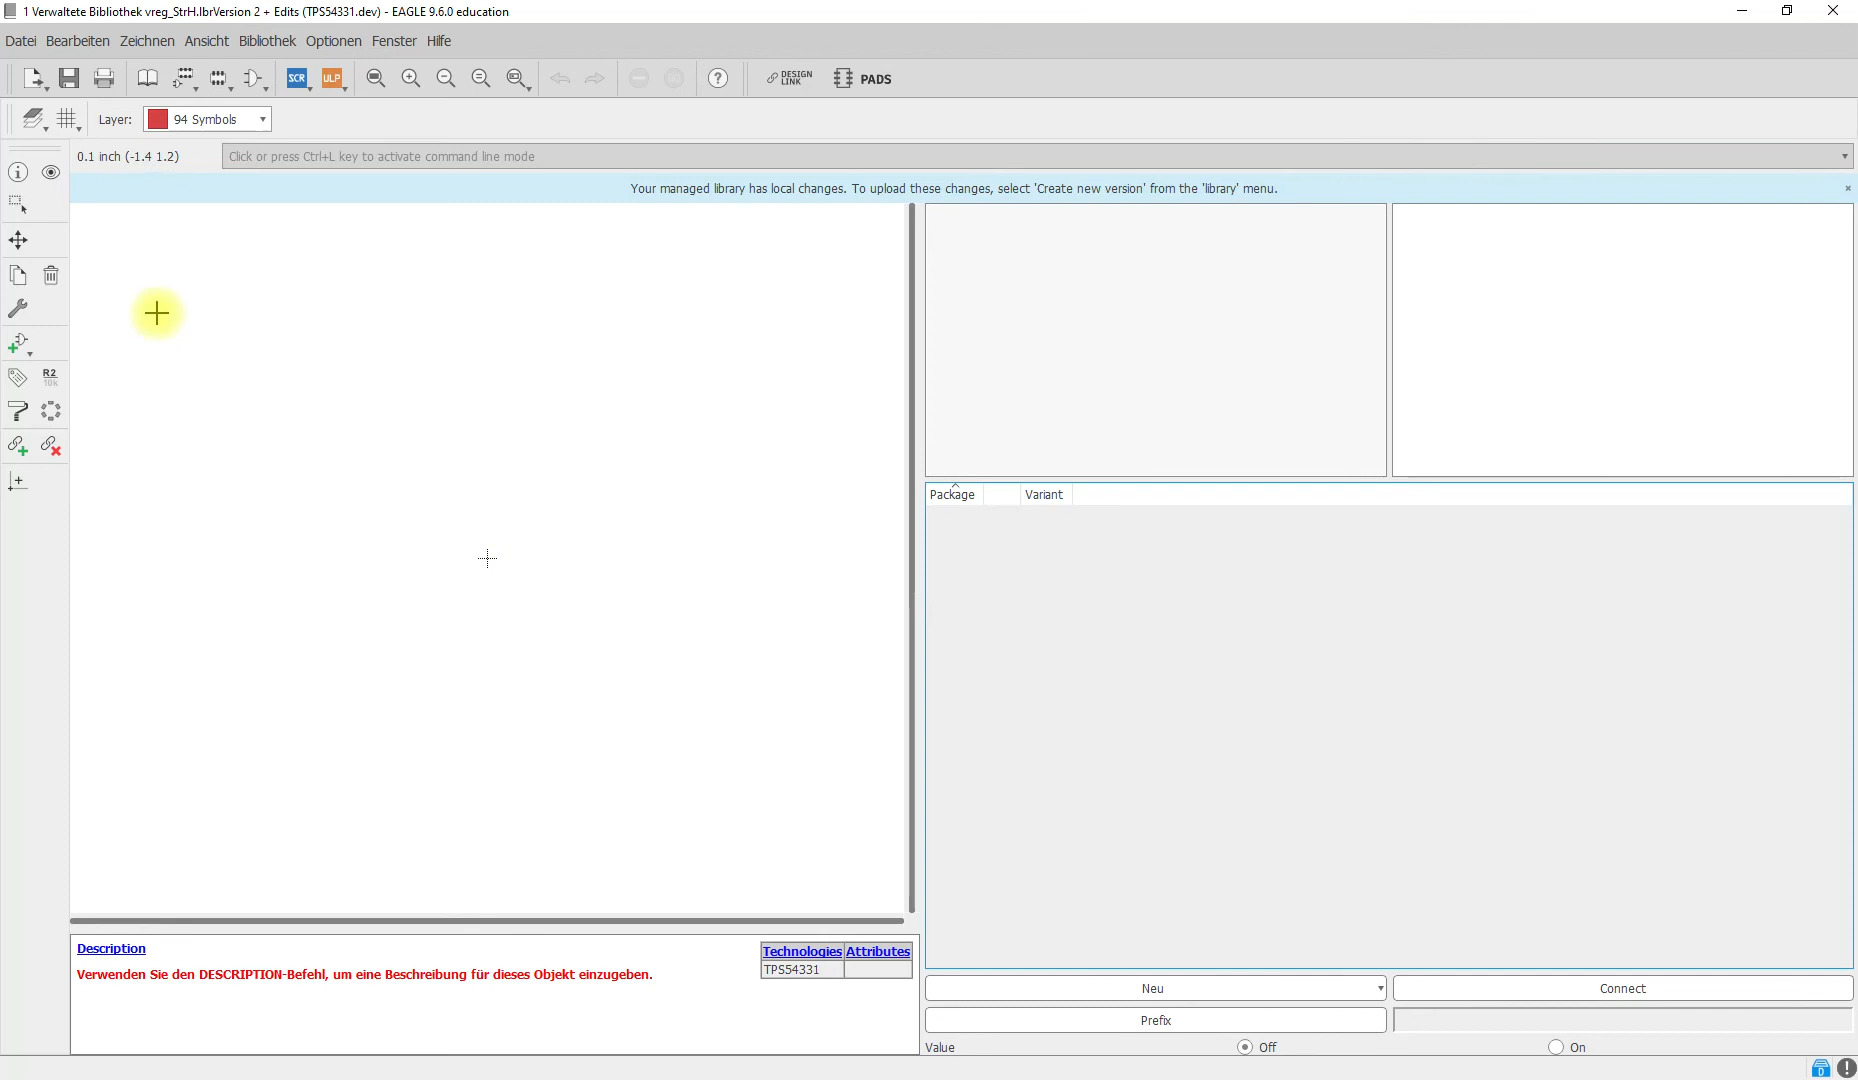 1 Verwaltete Bibliothek vreg_StrH.lbrVersion 2 + Edits (TPS54331.dev) - EAGLE 9.6.0 education
Datei Bearbeiten Zeichnen Ansicht Bibliothek Optionen Fenster Hilfe
SCR ULP ? DESIGN LINK PADS
Layer: 94 Symbols
0.1 inch (-1.4 1.2) Click or press Ctrl+L key to activate command line mode
Your managed library has local changes. To upload these changes, select 'Create new version' from the 'library' menu.
R2
10k
Package Variant
Description
Verwenden Sie den DESCRIPTION-Befehl, um eine Beschreibung für dieses Objekt einzugeben.
Technologies Attributes
TPS54331
Neu Connect
Prefix
Value Off On